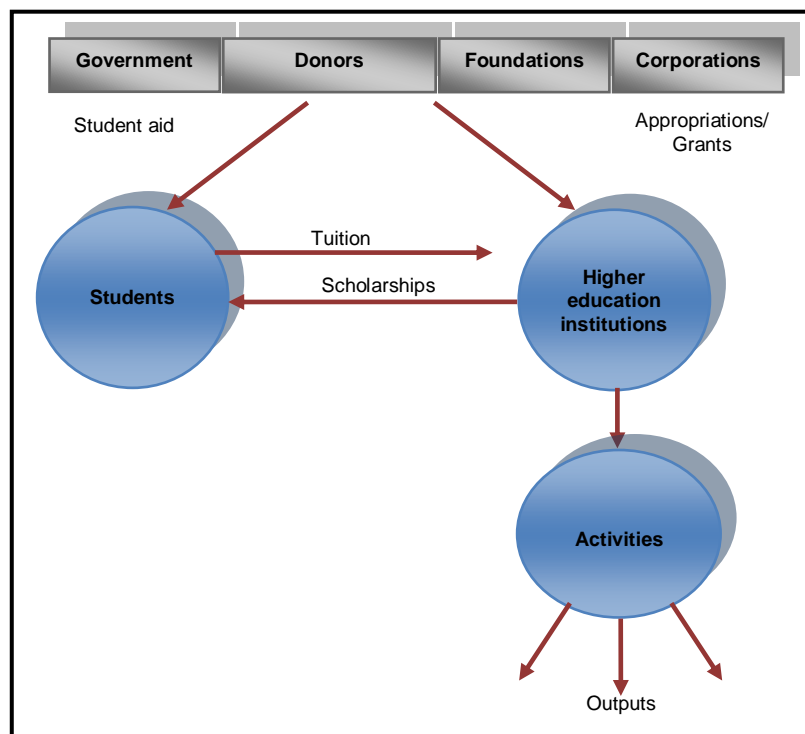 Government
Donors
Foundations
Corporations
Student aid
Appropriations/
Grants
Tuition
Scholarships
Students
Higher
education
institutions
Activities
Outputs